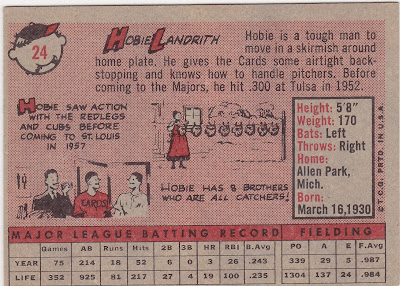 24
HOBIE LANDRITH
Hobie is a tough man to
move in a skirmish around
home plate. He gives the Cards some airtight back-
stopping and knows how to handle pitchers. Before
coming to the Majors, he hit .300 at Tulsa in 1952.
HOBIE SAW ACTION
WITH THE REDLEGS
AND CUBS BEFORE
COMING TO ST. LOUIS
IN 1957
CARDS
HOBIE HAS 8 BROTHERS
WHO ARE ALL CATCHERS!
Height: 5'8"
Weight: 170
Bats: Left
Throws: Right
Home:
Allen Park,
Mich.
Born:
March 16, 1930
©T.C.G. PRTD. IN U.S.A.
MAJOR LEAGUE BATTING RECORD FIELDING
Games AB Runs Hits 2B 3B HR RBI B.Avg PO A E F.Avg
YEAR 75 214 18 52 6 0 3 26 .243 339 29 5 .987
LIFE 352 925 81 217 27 4 19 100 .235 1304 137 24 .984